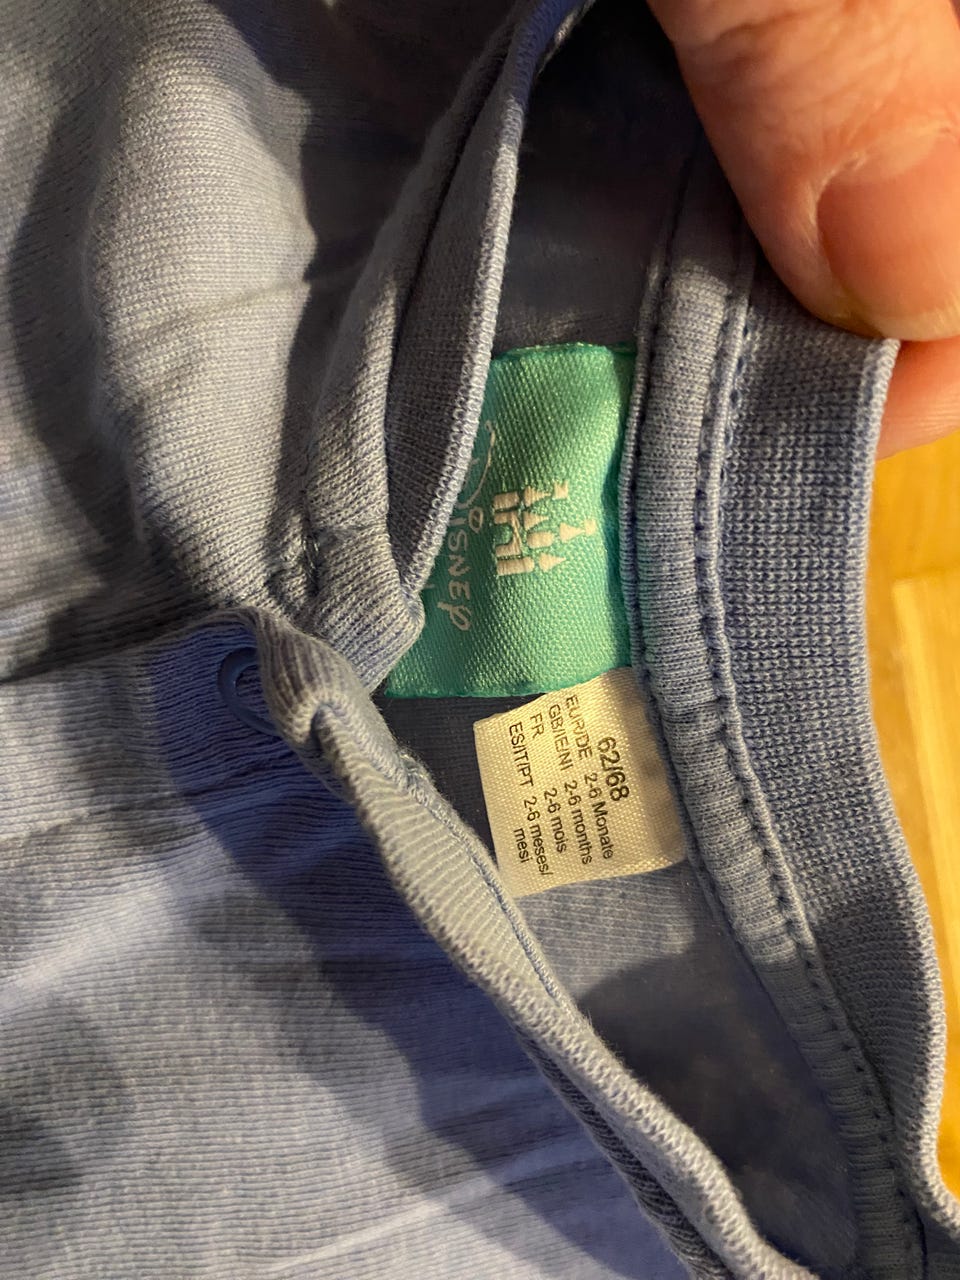 Disney
62/68
EUR/DE 2-6 Monate
GB/IE/NI 2-6 months
FR 2-6 mois
ES/IT/PT 2-6 meses/
mesi